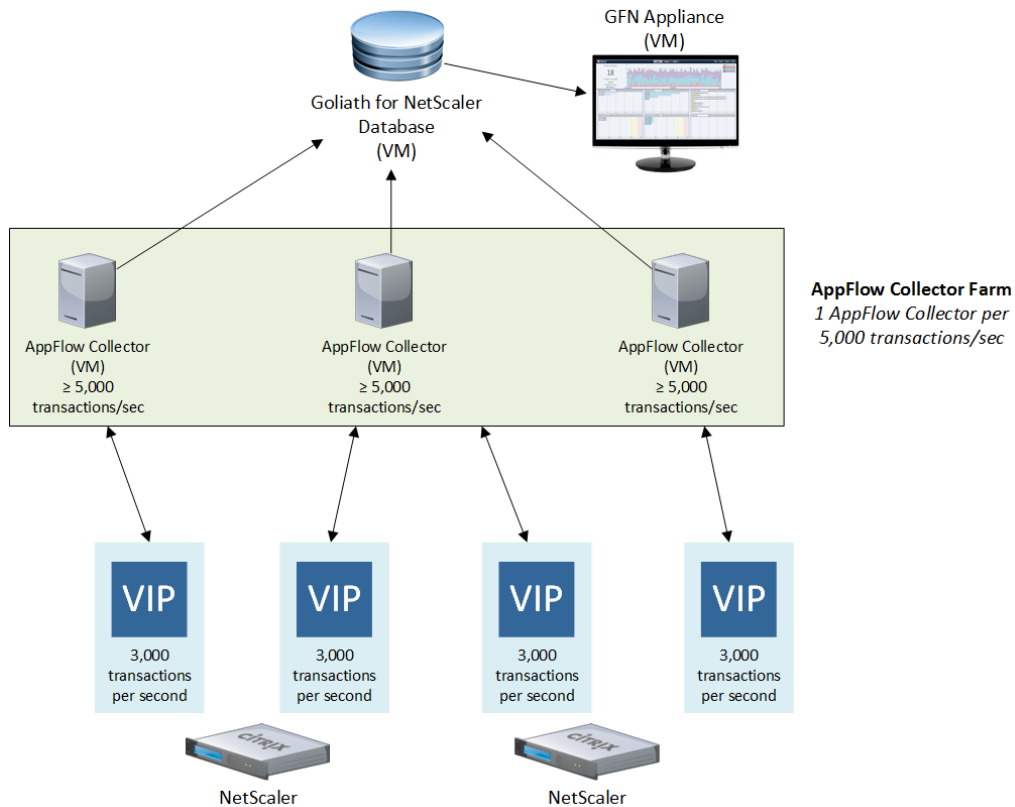 GFN Appliance
(VM)
18
Goliath for NetScaler
Database
(VM)
AppFlow Collector
(VM)
≥ 5,000
transactions/sec
AppFlow Collector
(VM)
≥ 5,000
transactions/sec
AppFlow Collector
(VM)
≥ 5,000
transactions/sec
AppFlow Collector Farm
1 AppFlow Collector per
5,000 transactions/sec
VIP
3,000
transactions
per second
VIP
3,000
transactions
per second
VIP
3,000
transactions
per second
VIP
3,000
transactions
per second
CITRIX
NetScaler
CITRIX
NetScaler